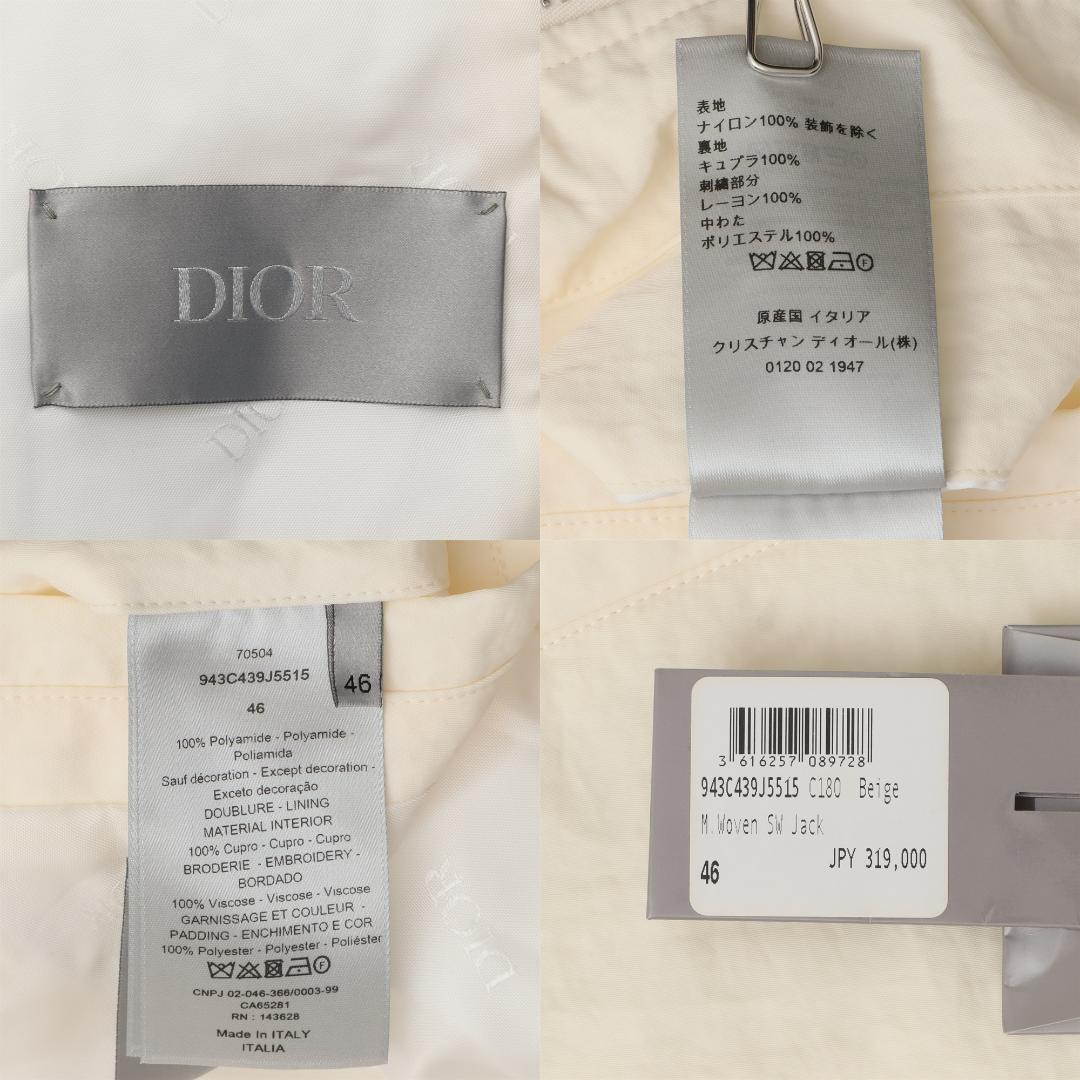 DIOR
DIOR
表地
ナイロン100% 装飾を除く
裏地
キュプラ100%
刺繡部分
レーヨン100%
中わた
ポリエステル100%
原産国 イタリア
クリスチャン ディオール(株)
0120 02 1947
70504
943C439J5515
46
46
100% Polyamide - Polyamide -
Poliamida
Sauf décoration - Except decoration -
Exceto decoração
DOUBLURE - LINING
MATERIAL INTERIOR
100% Cupro - Cupro - Cupro
BRODERIE - EMBROIDERY -
BORDADO
100% Viscose - Viscose - Viscose
GARNISSAGE ET COULEUR -
PADDING - ENCHIMENTO E COR
100% Polyester - Polyester - Poliéster
CNPJ 02-046-366/0003-99
CA65281
RN : 143628
Made In ITALY
ITALIA
DIOR
3 616257 089728
943C439J5515 C180 Beige
M.Woven SW Jack
JPY 319,000
46